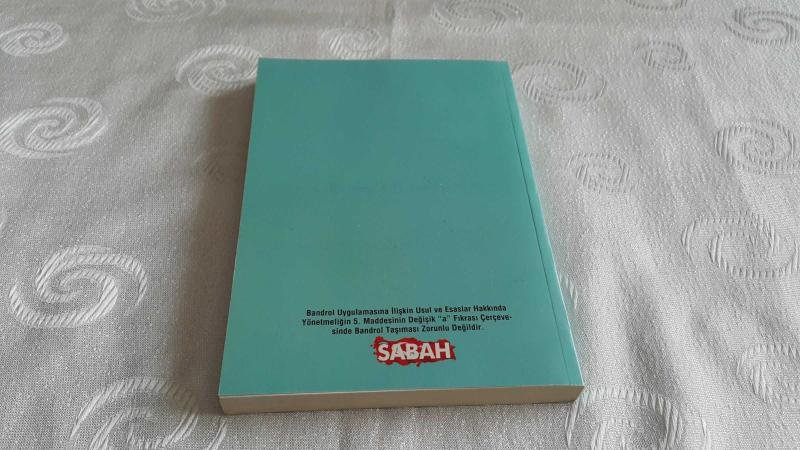 Bandrol Uygulamasına İlişkin Usul ve Esaslar Hakkında
Yönetmeliğin 5. Maddesinin Değişik "a" Fıkrası Çerçeve-
sinde Bandrol Taşıması Zorunlu Değildir.
SABAH